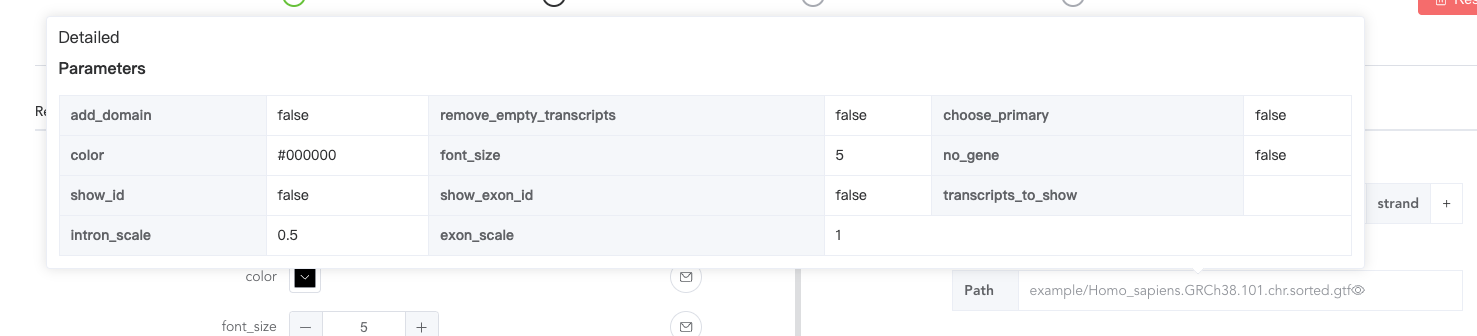 Detailed
Parameters
add_domain false remove_empty_transcripts false choose_primary false
color #000000 font_size 5 no_gene false
show_id false show_exon_id false transcripts_to_show
intron_scale 0.5 exon_scale 1
strand +
color
Path example/Homo_sapiens.GRCh38.101.chr.sorted.gtf
font_size — 5 +